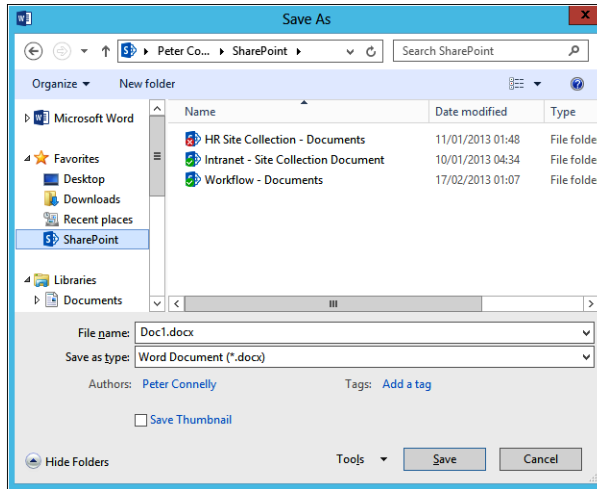 Save As
x
Peter Co... SharePoint
Search SharePoint
Organize New folder
Name Date modified Type
Microsoft Word
HR Site Collection - Documents 11/01/2013 01:48 File folde
Favorites
Intranet - Site Collection Document 10/01/2013 04:34 File folde
Desktop
Workflow - Documents 17/02/2013 01:07 File folde
Downloads
Recent places
SharePoint
Libraries
Documents
File name: Doc1.docx
Save as type: Word Document (*.docx)
Authors: Peter Connelly Tags: Add a tag
Save Thumbnail
Hide Folders Tools Save Cancel